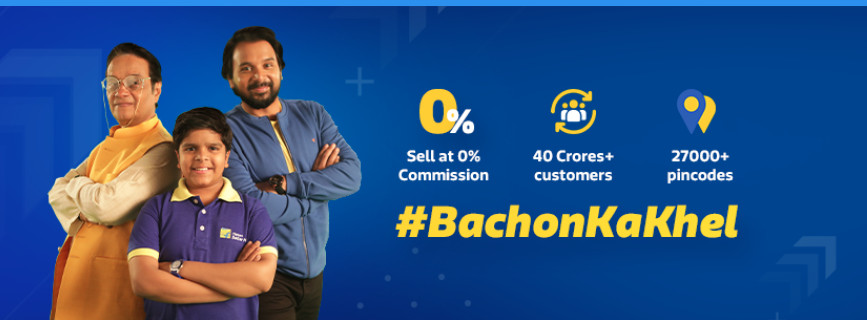 0%
Sell at 0%
Commission
40 Crores+
customers
27000+
pincodes
#BachonKaKhel